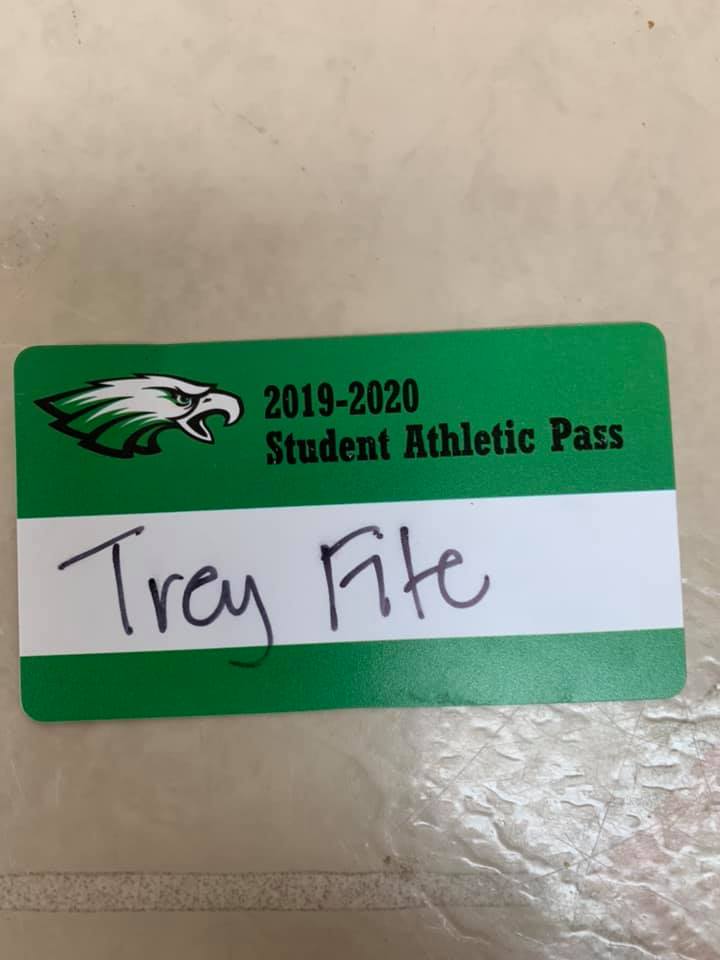 2019-2020
Student Athletic Pass
Trey Fite